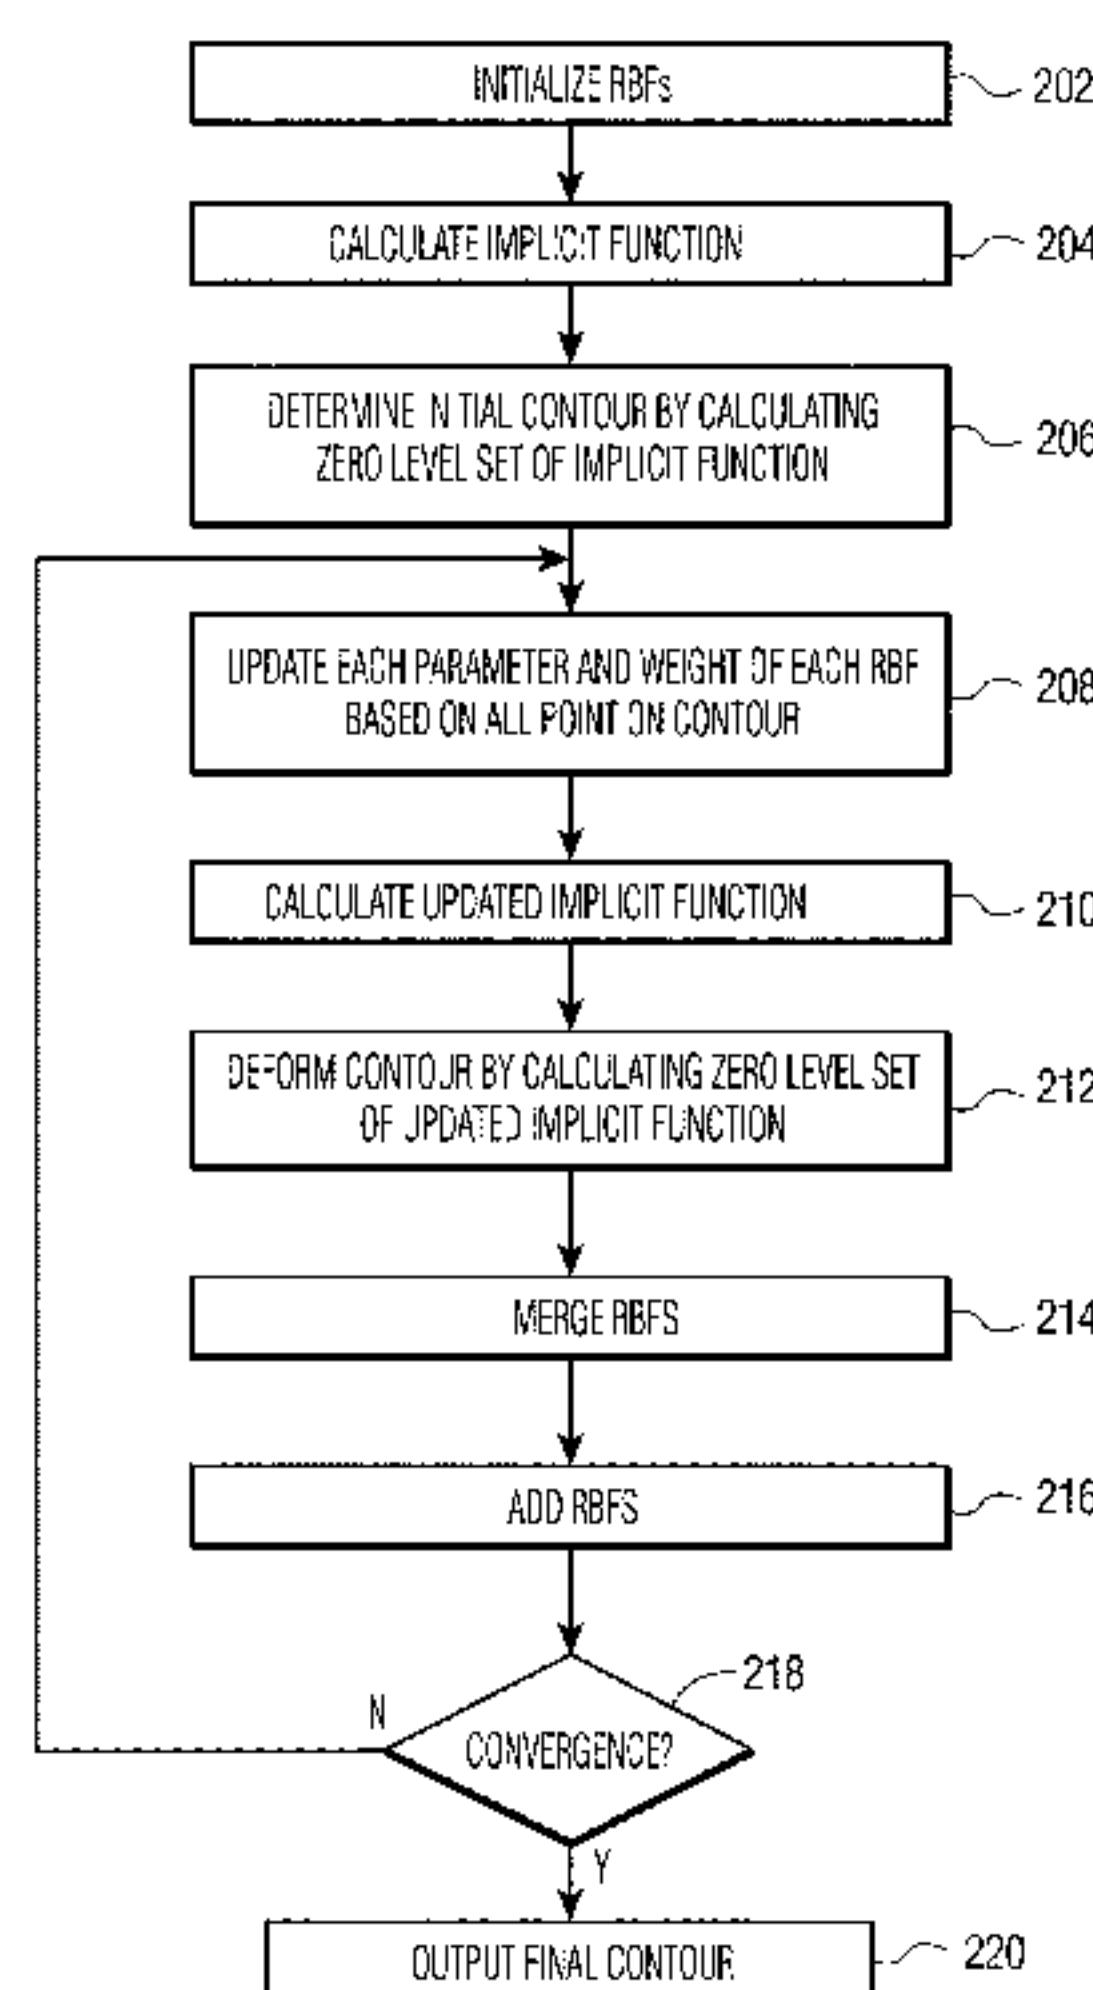 INITIALIZE RBFs
202
CALCULATE IMPLICIT FUNCTION
204
DETERMINE INITIAL CONTOUR BY CALCULATING
ZERO LEVEL SET OF IMPLICIT FUNCTION
206
UPDATE EACH PARAMETER AND WEIGHT OF EACH RBF
BASED ON ALL POINT ON CONTOUR
208
CALCULATE UPDATED IMPLICIT FUNCTION
210
DEFORM CONTOUR BY CALCULATING ZERO LEVEL SET
OF UPDATED IMPLICIT FUNCTION
212
MERGE RBFS
214
ADD RBFS
216
218
N
CONVERGENCE?
Y
OUTPUT FINAL CONTOUR
220